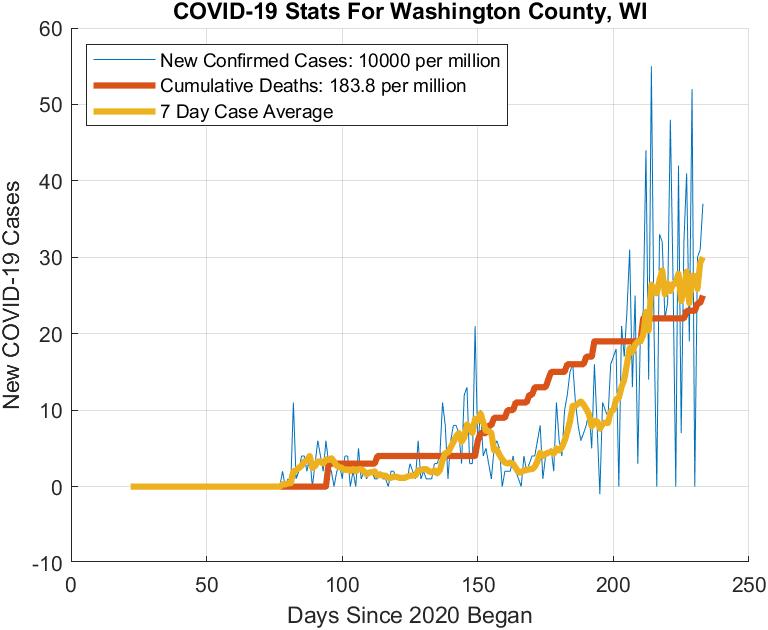 COVID-19 Stats For Washington County, WI
New Confirmed Cases: 10000 per million
Cumulative Deaths: 183.8 per million
7 Day Case Average
New COVID-19 Cases
60
50
40
30
20
10
0
-10
0 50 100 150 200 250
Days Since 2020 Began